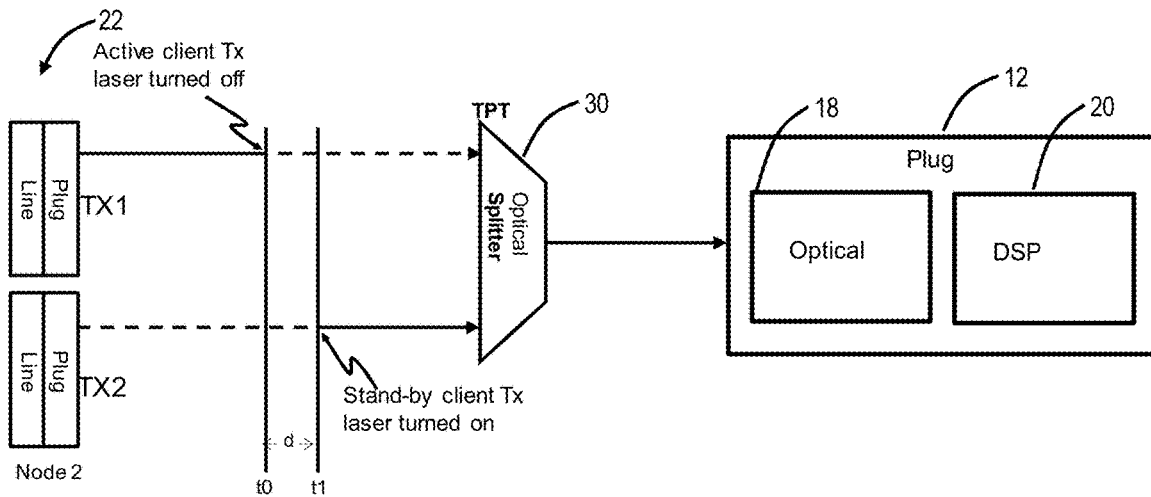 22
Active client Tx
laser turned off
TPT
30
12
18
20
Plug
Line
Plug
TX1
Optical
Splitter
Optical
DSP
Line
Plug
TX2
Stand-by client Tx
laser turned on
d
Node 2
t0
t1